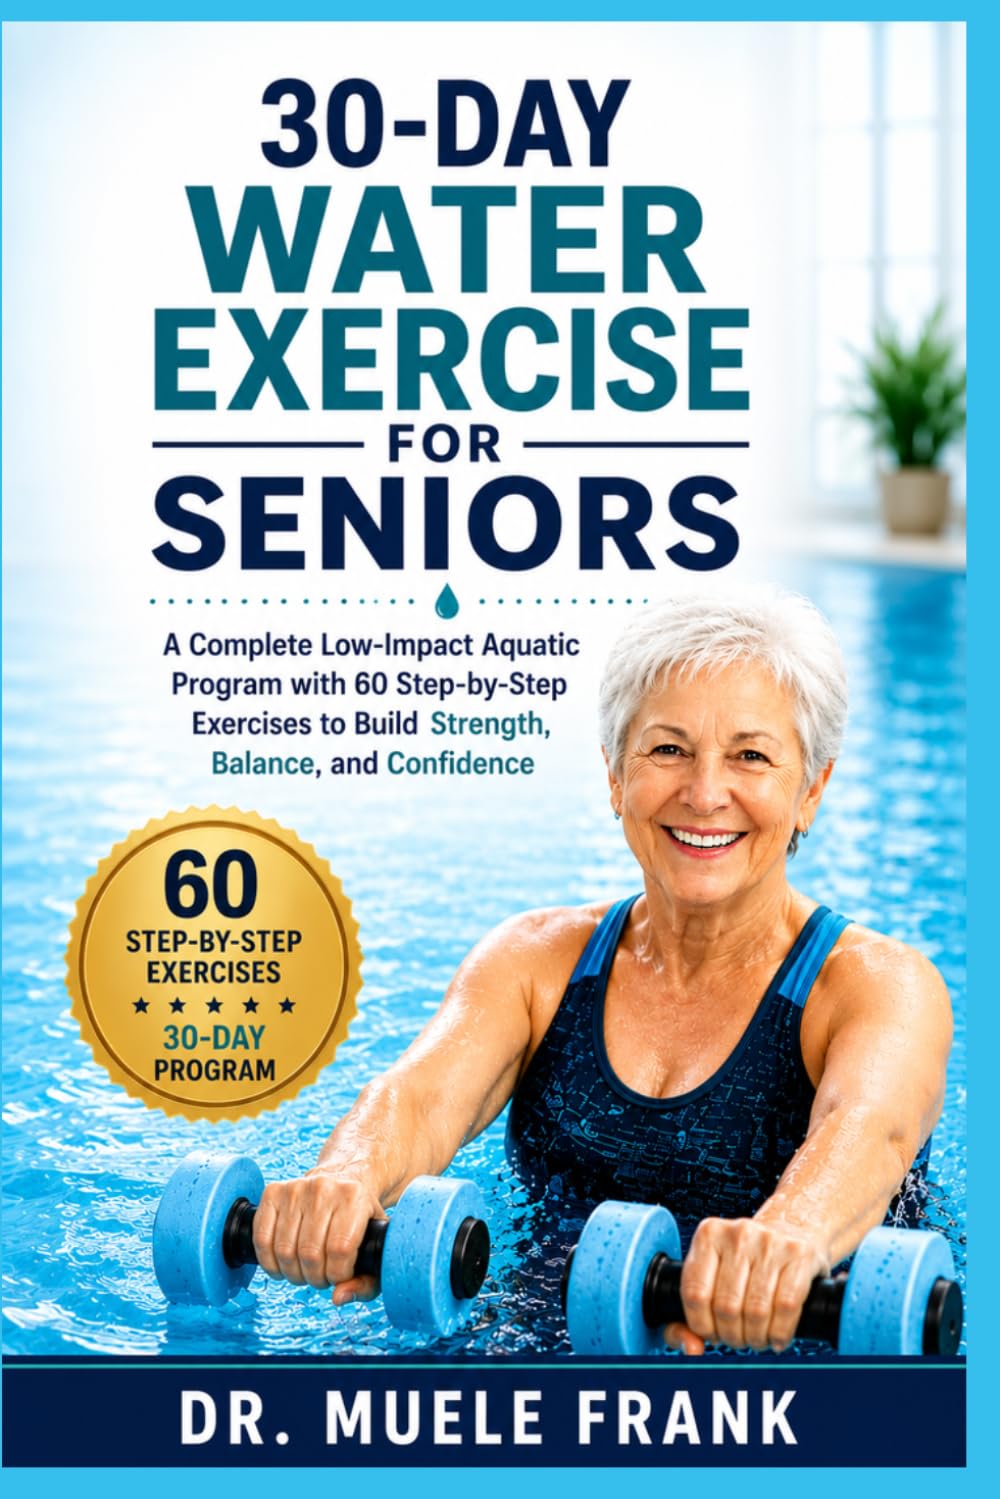 30-DAY
WATER
EXERCISE
FOR
SENIORS
A Complete Low-Impact Aquatic
Program with 60 Step-by-Step
Exercises to Build Strength,
Balance, and Confidence
60
STEP-BY-STEP
EXERCISES
30-DAY
PROGRAM
DR. MUELE FRANK